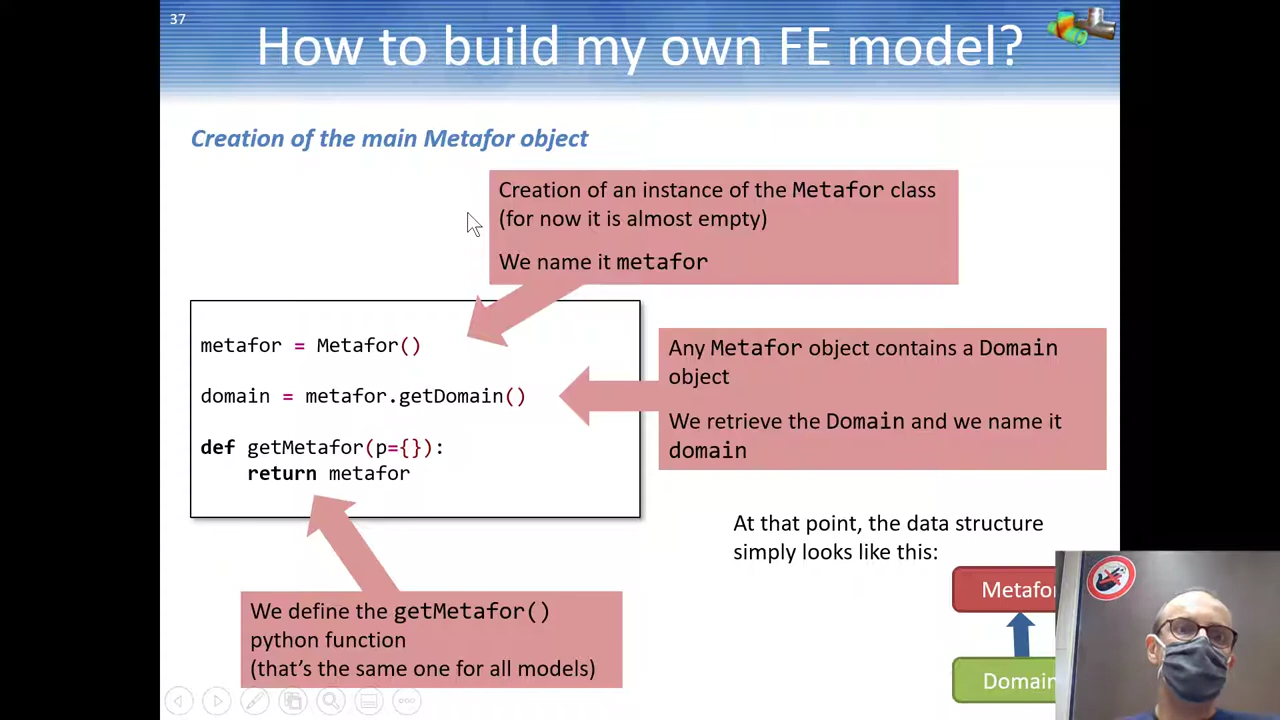 37
How to build my own FE model?
Creation of the main Metafor object
Creation of an instance of the Metafor class
(for now it is almost empty)
We name it metafor
metafor = Metafor()
domain = metafor.getDomain()
def getMetafor(p={}):
    return metafor
Any Metafor object contains a Domain
object
We retrieve the Domain and we name it
domain
We define the getMetafor()
python function
(that's the same one for all models)
At that point, the data structure
simply looks like this:
Metafor
Domain